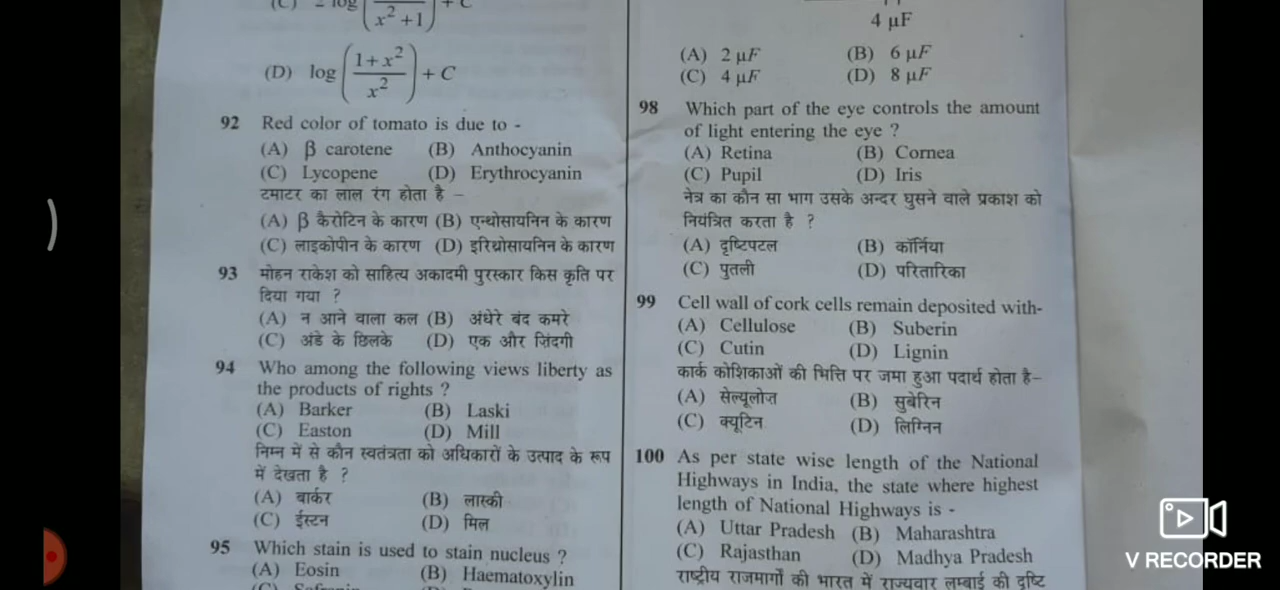 x² +1
(D) log (1+x² / x²) + C
92 Red color of tomato is due to -
(A) β carotene (B) Anthocyanin
(C) Lycopene (D) Erythrocyanin
टमाटर का लाल रंग होता है –
(A) β कैरोटिन के कारण (B) एन्थोसायनिन के कारण
(C) लाइकोपीन के कारण (D) इरिथ्रोसायनिन के कारण
93 मोहन राकेश को साहित्य अकादमी पुरस्कार किस कृति पर
दिया गया ?
(A) न आने वाला कल (B) अंधेरे बंद कमरे
(C) अंडे के छिलके (D) एक और ज़िंदगी
94 Who among the following views liberty as
the products of rights ?
(A) Barker (B) Laski
(C) Easton (D) Mill
निम्न में से कौन स्वतंत्रता को अधिकारों के उत्पाद के रूप
में देखता है ?
(A) बार्कर (B) लास्की
(C) ईस्टन (D) मिल
95 Which stain is used to stain nucleus ?
(A) Eosin (B) Haematoxylin
4 μF
(A) 2 μF (B) 6 μF
(C) 4 μF (D) 8 μF
98 Which part of the eye controls the amount
of light entering the eye ?
(A) Retina (B) Cornea
(C) Pupil (D) Iris
नेत्र का कौन सा भाग उसके अन्दर घुसने वाले प्रकाश को
नियंत्रित करता है ?
(A) दृष्टिपटल (B) कॉर्निया
(C) पुतली (D) परितारिका
99 Cell wall of cork cells remain deposited with-
(A) Cellulose (B) Suberin
(C) Cutin (D) Lignin
कार्क कोशिकाओं की भित्ति पर जमा हुआ पदार्थ होता है–
(A) सेल्यूलोज (B) सुबेरिन
(C) क्यूटिन (D) लिग्निन
100 As per state wise length of the National
Highways in India, the state where highest
length of National Highways is -
(A) Uttar Pradesh (B) Maharashtra
(C) Rajasthan (D) Madhya Pradesh
राष्ट्रीय राजमार्गों की भारत में राज्यवार लम्बाई की दृष्टि
V RECORDER